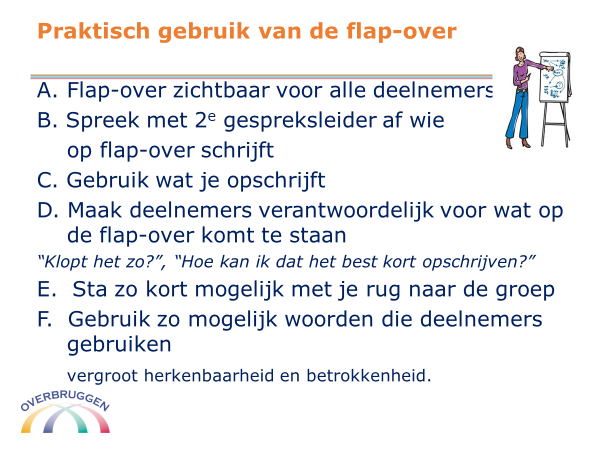 Praktisch gebruik van de flap-over
A. Flap-over zichtbaar voor alle deelnemers
B. Spreek met 2e gespreksleider af wie
op flap-over schrijft
C. Gebruik wat je opschrijft
D. Maak deelnemers verantwoordelijk voor wat op
de flap-over komt te staan
“Klopt het zo?”, “Hoe kan ik dat het best kort opschrijven?”
E. Sta zo kort mogelijk met je rug naar de groep
F. Gebruik zo mogelijk woorden die deelnemers
gebruiken
vergroot herkenbaarheid en betrokkenheid.
OVERBRUGGEN